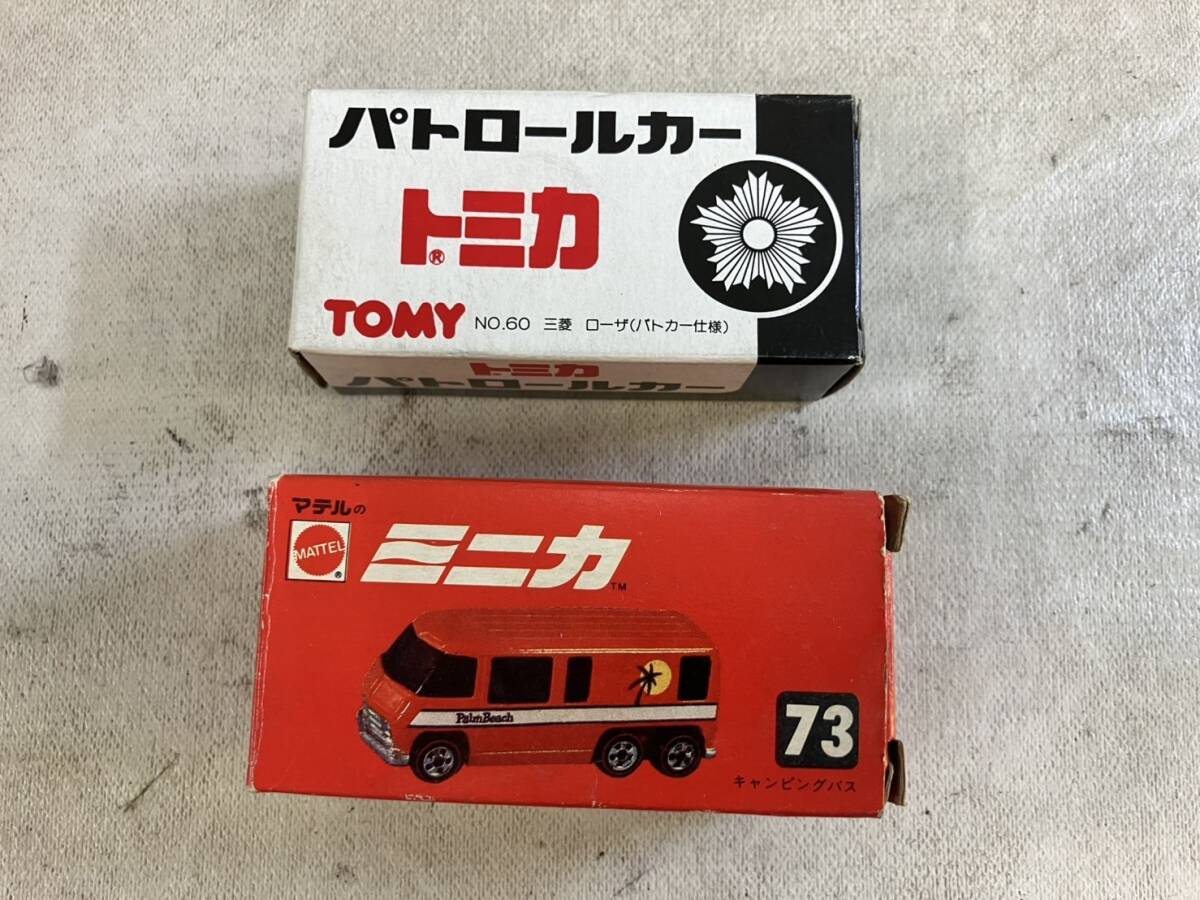 パトロールカー
トミカ®
TOMY NO.60 三菱 ローザ(パトカー仕様)
トミカ
パトロールカー
マテルの
MATTEL®
ミニカ™
PalmBeach
73
キャンピングバス